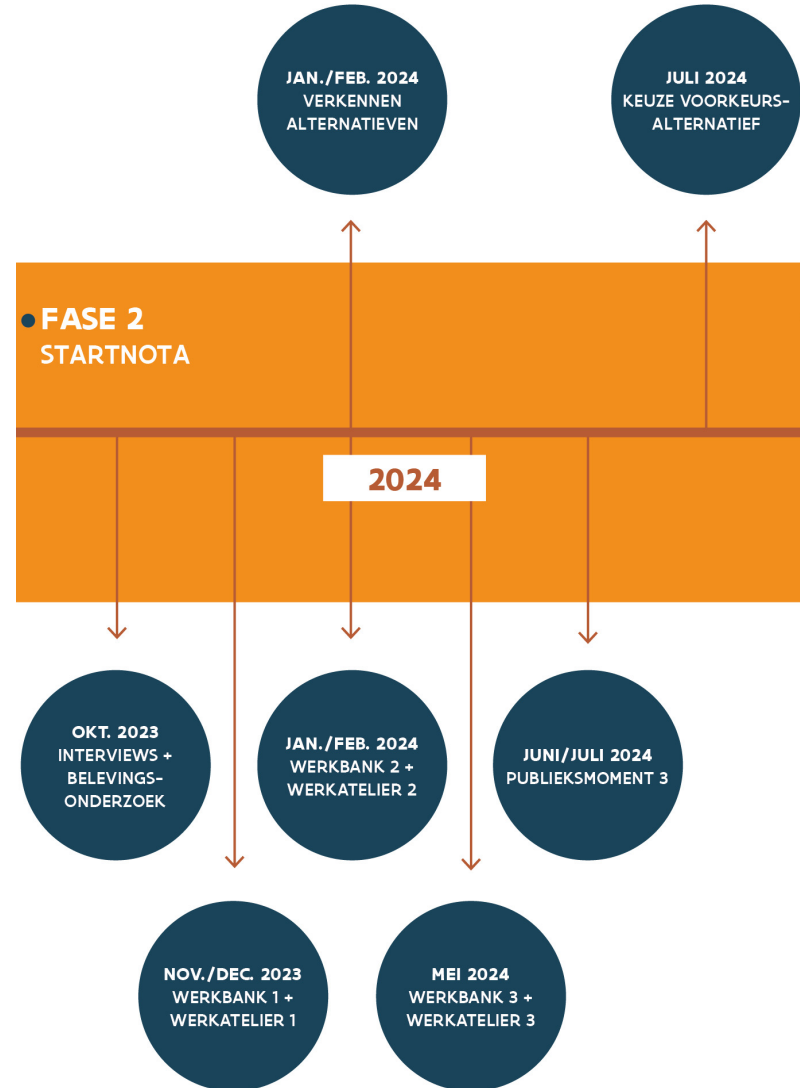 JAN./FEB. 2024
VERKENNEN
ALTERNATIEVEN
JULI 2024
KEUZE VOORKEURS-
ALTERNATIEF
FASE 2
STARTNOTA
2024
OKT. 2023
INTERVIEWS +
BELEVINGS-
ONDERZOEK
JAN./FEB. 2024
WERKBANK 2 +
WERKATELIER 2
JUNI/JULI 2024
PUBLIEKSMOMENT 3
NOV./DEC. 2023
WERKBANK 1 +
WERKATELIER 1
MEI 2024
WERKBANK 3 +
WERKATELIER 3